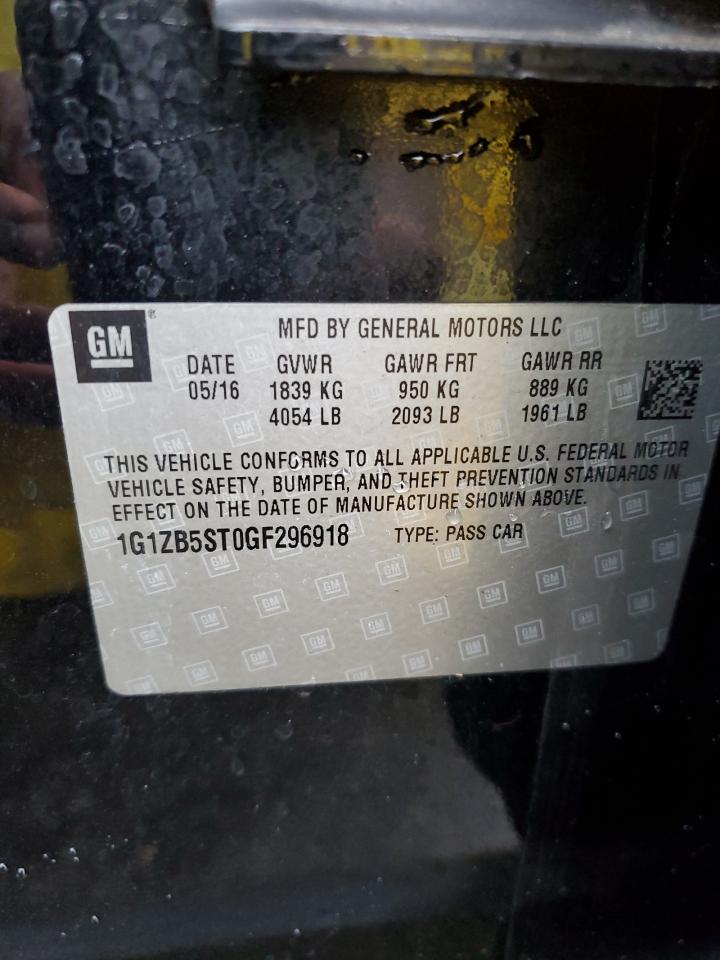 GM®
MFD BY GENERAL MOTORS LLC
DATE GVWR GAWR FRT GAWR RR
05/16 1839 KG 950 KG 889 KG
4054 LB 2093 LB 1961 LB
THIS VEHICLE CONFORMS TO ALL APPLICABLE U.S. FEDERAL MOTOR
VEHICLE SAFETY, BUMPER, AND THEFT PREVENTION STANDARDS IN
EFFECT ON THE DATE OF MANUFACTURE SHOWN ABOVE.
1G1ZB5ST0GF296918 TYPE: PASS CAR